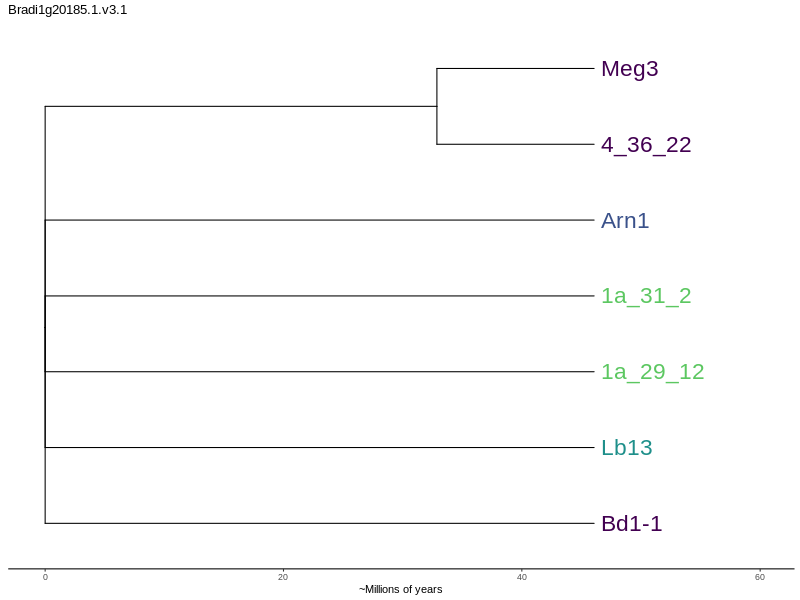 Bradi1g20185.1.v3.1
Meg3
4_36_22
Arn1
1a_31_2
1a_29_12
Lb13
Bd1-1
0 20 40 60
~Millions of years